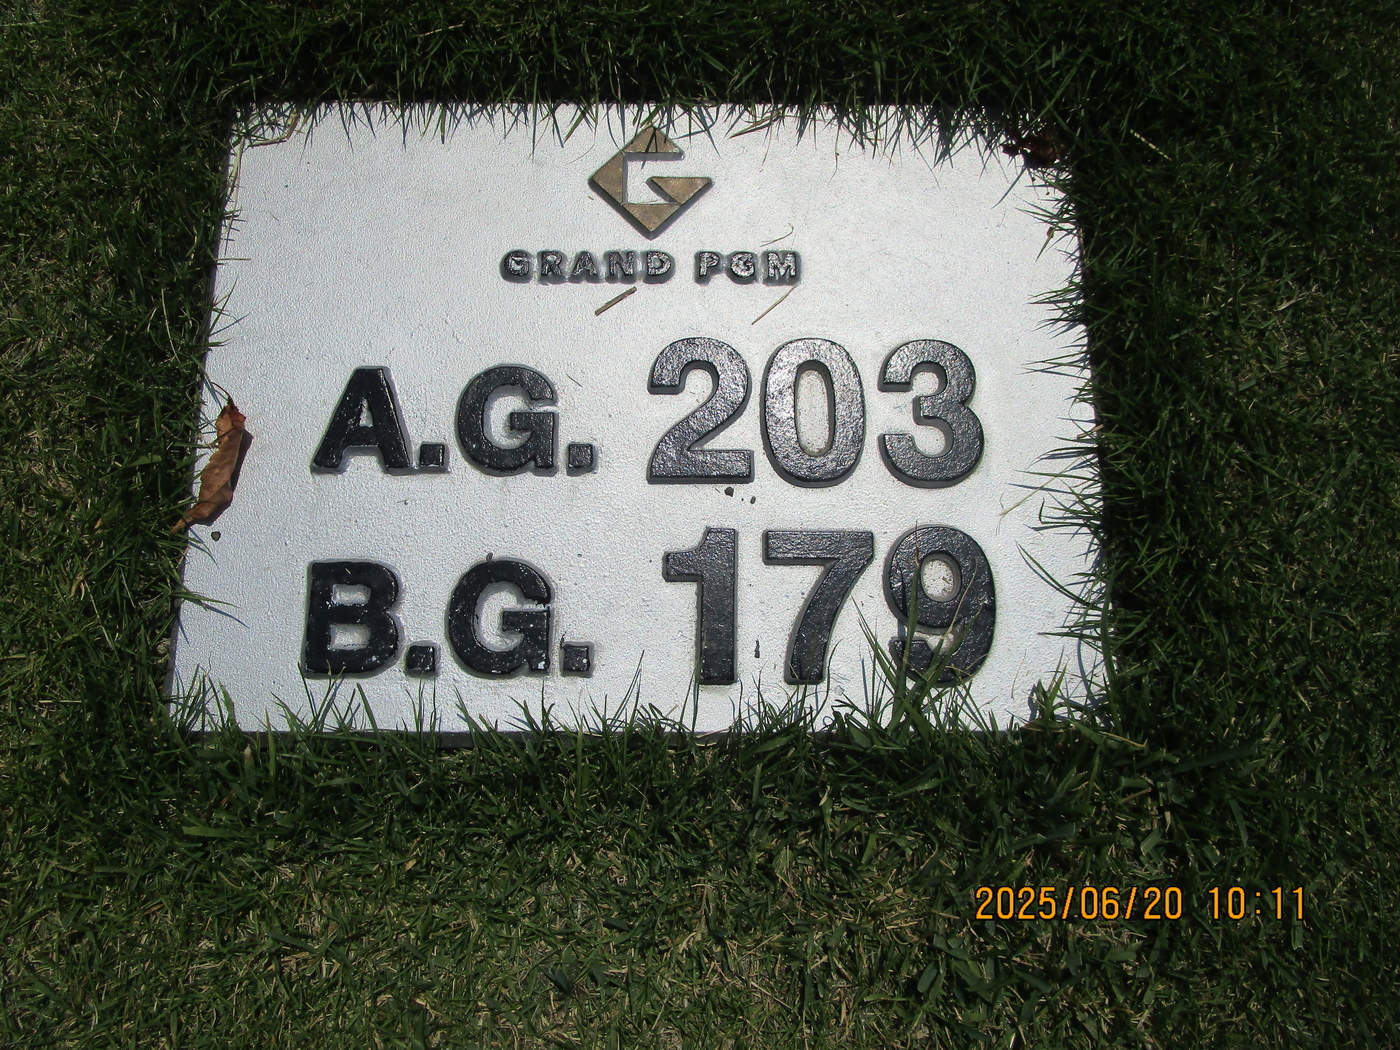 GRAND PGM
A.G. 203
B.G. 179
2025/06/20 10:11